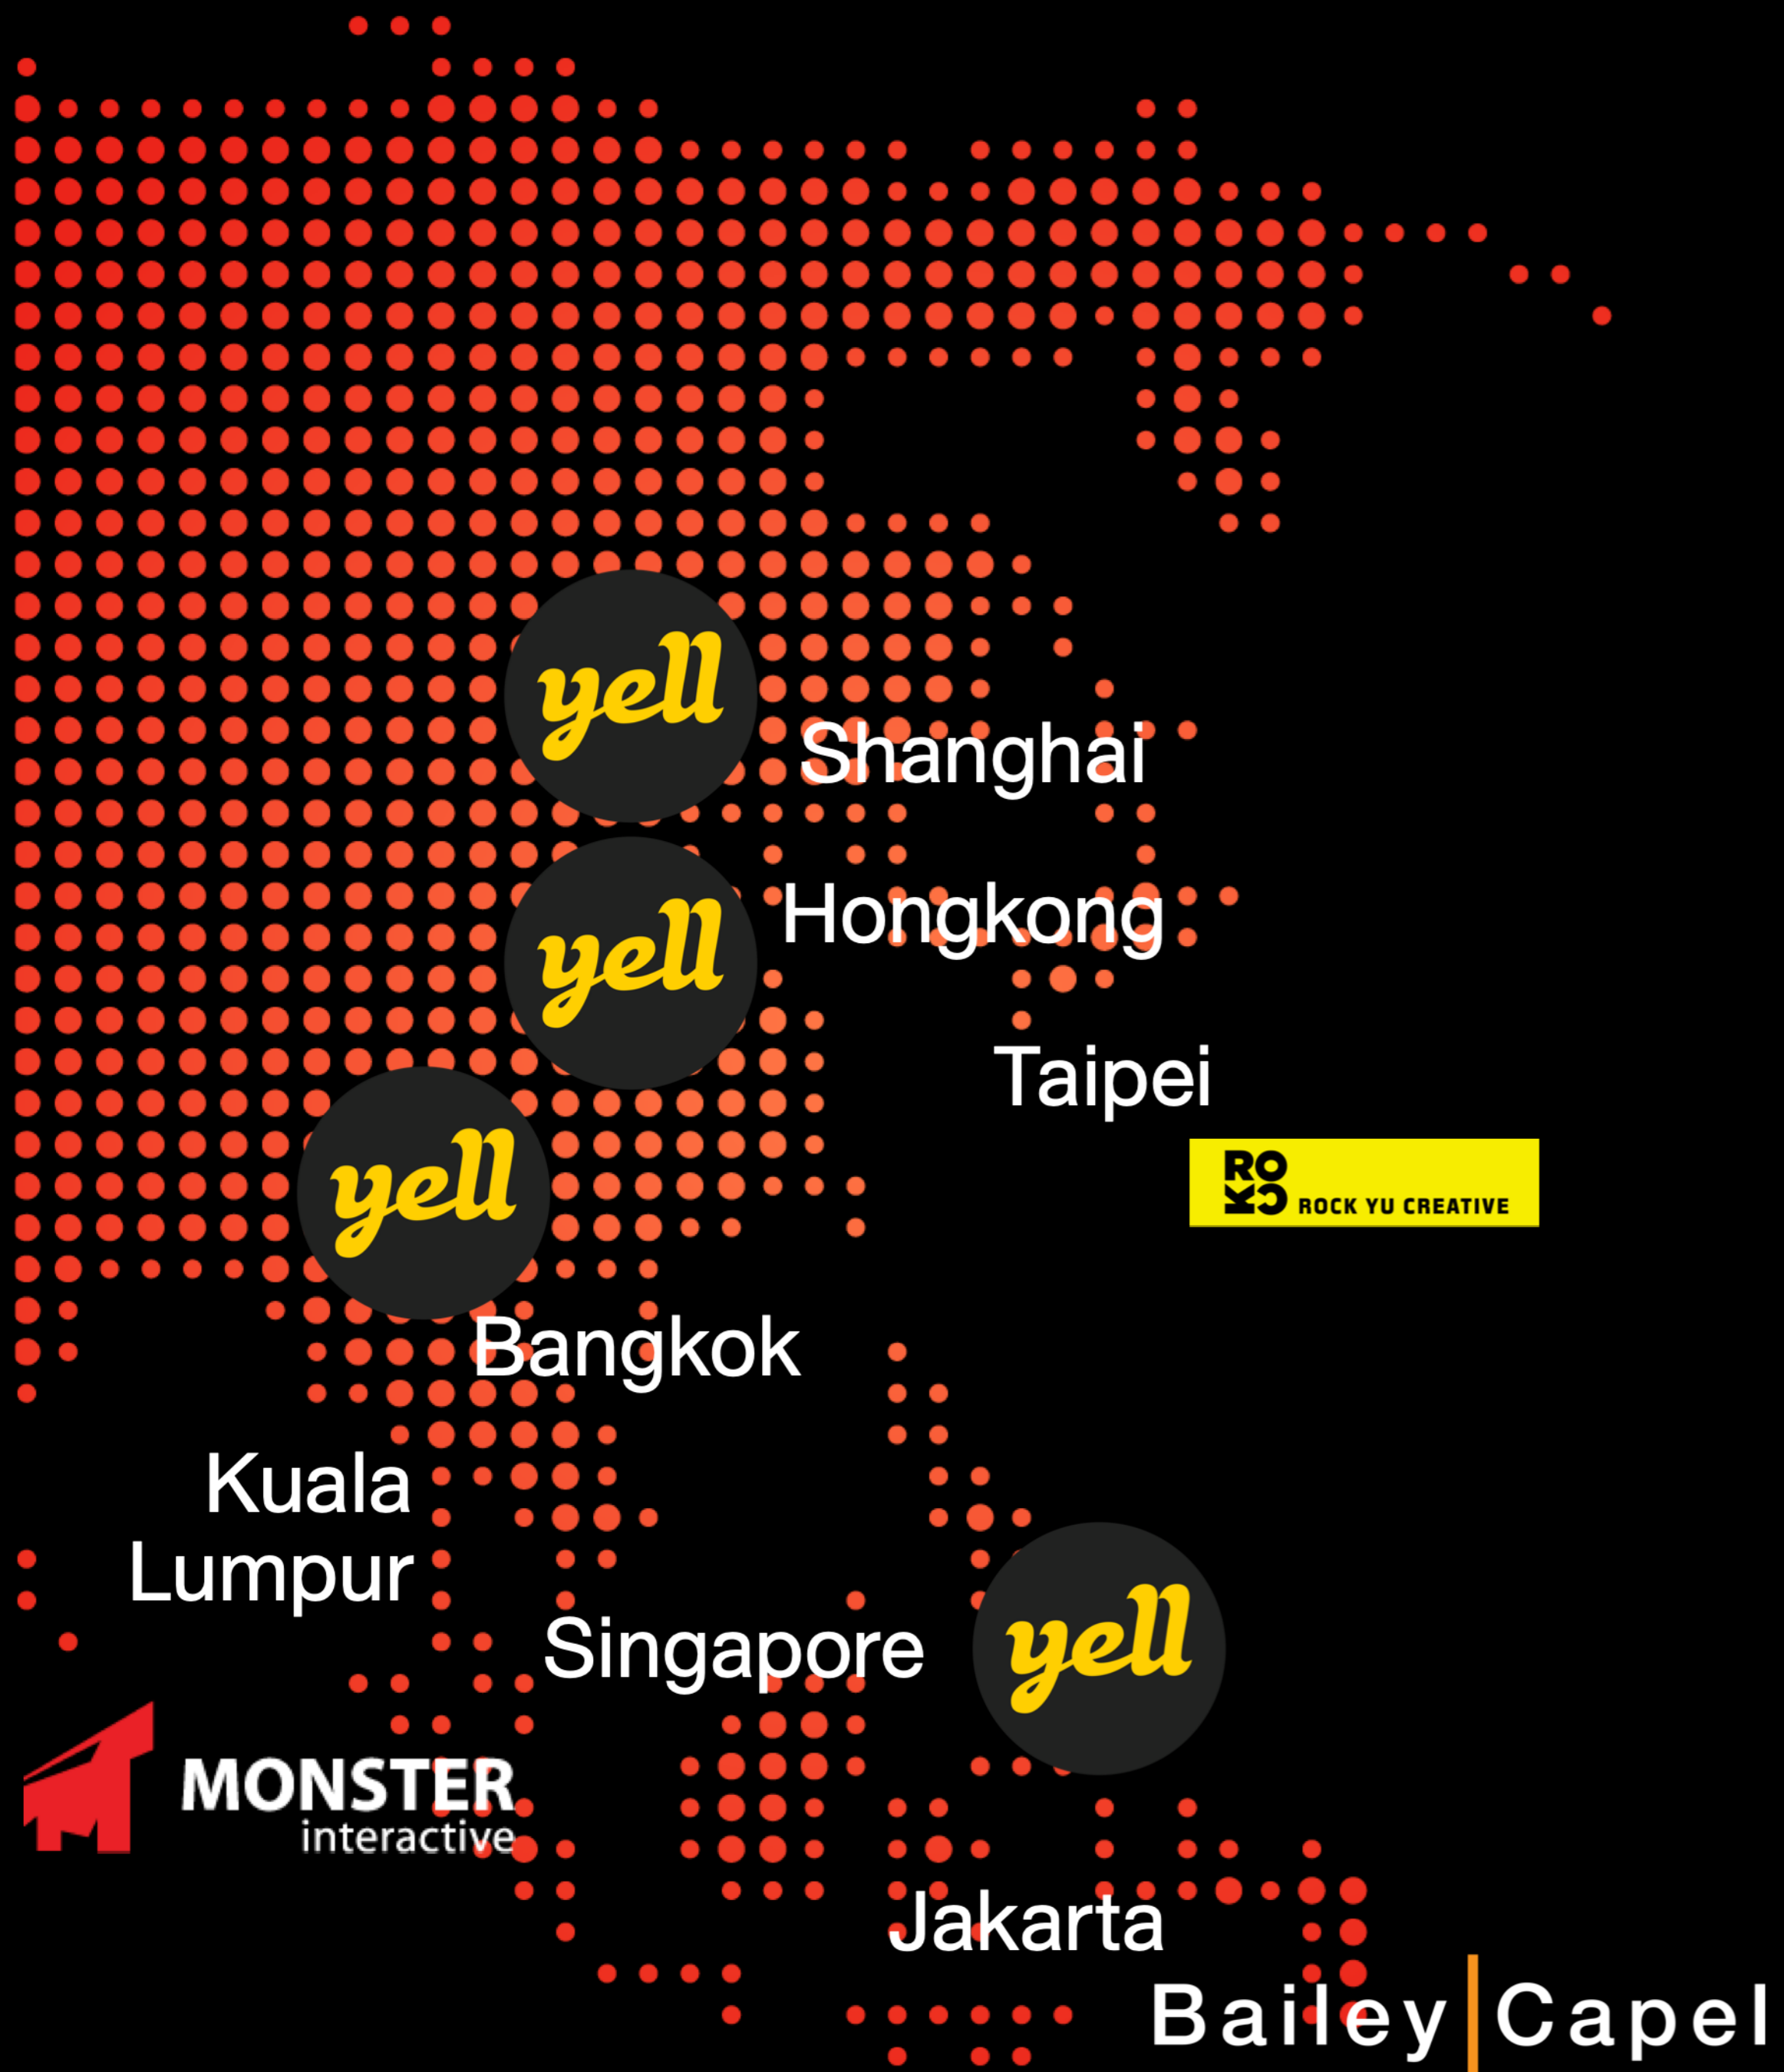 yell
Shanghai
yell
Hongkong
Taipei
ROKC ROCK YU CREATIVE
yell
Bangkok
Kuala
Lumpur
Singapore
yell
MONSTER
interactive
Jakarta
Bailey|Capel